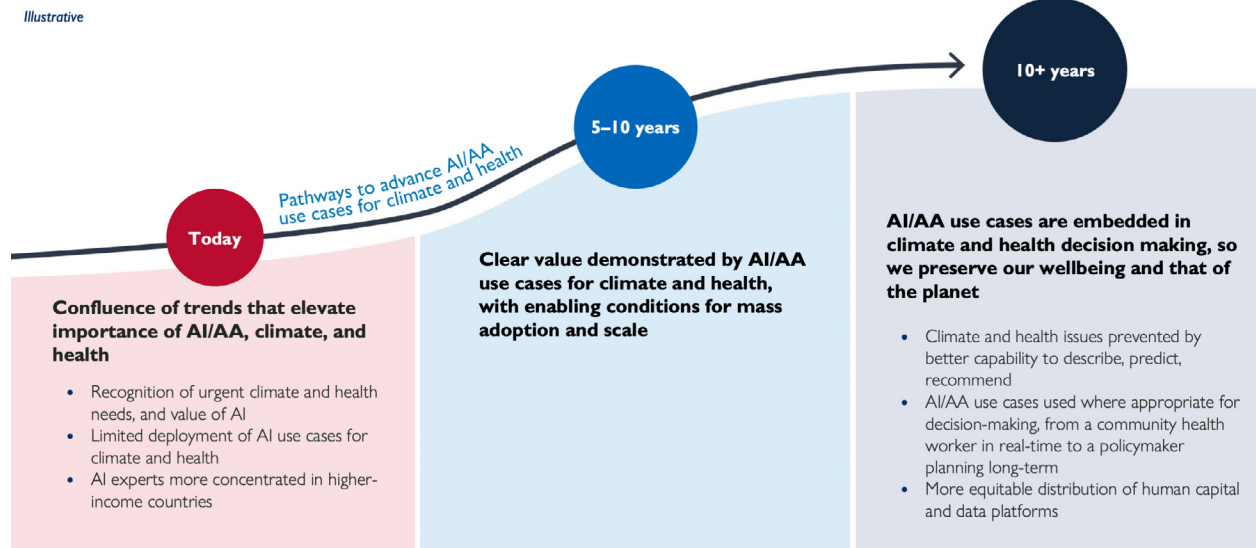 Illustrative
Today
Pathways to advance AI/AA
use cases for climate and health
5–10 years
10+ years
Confluence of trends that elevate
importance of AI/AA, climate, and
health
• Recognition of urgent climate and health
needs, and value of AI
• Limited deployment of AI use cases for
climate and health
• AI experts more concentrated in higher-
income countries
Clear value demonstrated by AI/AA
use cases for climate and health,
with enabling conditions for mass
adoption and scale
AI/AA use cases are embedded in
climate and health decision making, so
we preserve our wellbeing and that of
the planet
• Climate and health issues prevented by
better capability to describe, predict,
recommend
• AI/AA use cases used where appropriate for
decision-making, from a community health
worker in real-time to a policymaker
planning long-term
• More equitable distribution of human capital
and data platforms